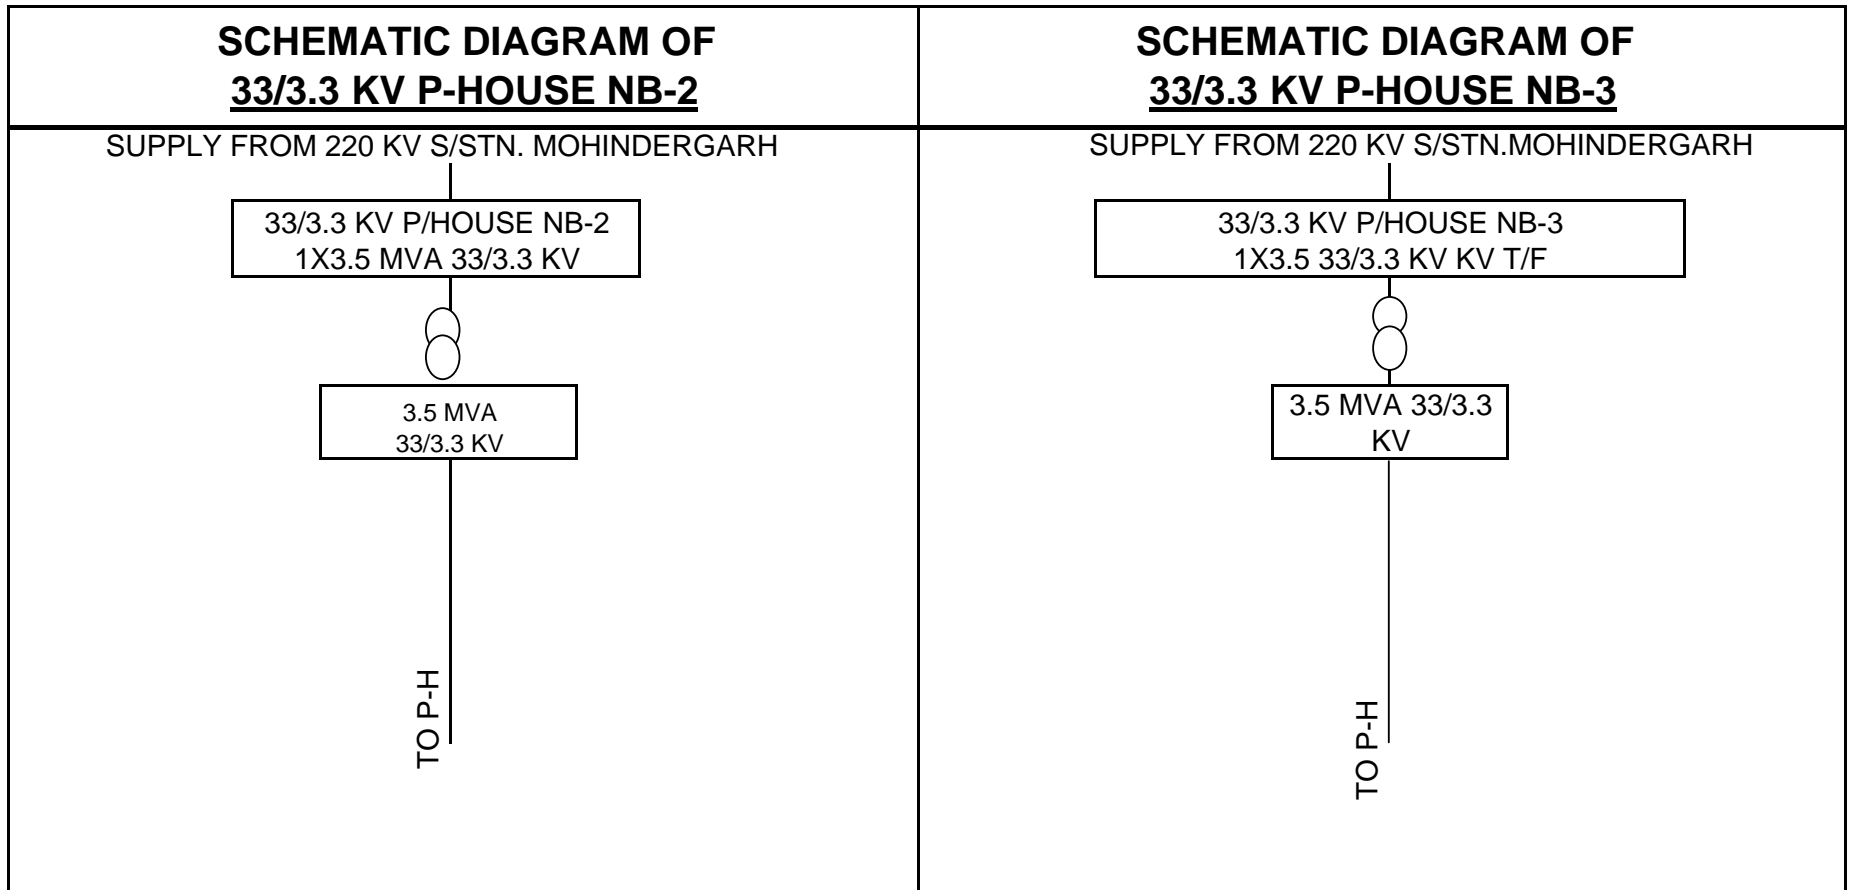 SCHEMATIC DIAGRAM OF
33/3.3 KV P-HOUSE NB-2
SUPPLY FROM 220 KV S/STN. MOHINDERGARH
33/3.3 KV P/HOUSE NB-2
1X3.5 MVA 33/3.3 KV
3.5 MVA
33/3.3 KV
TO P-H
SCHEMATIC DIAGRAM OF
33/3.3 KV P-HOUSE NB-3
SUPPLY FROM 220 KV S/STN.MOHINDERGARH
33/3.3 KV P/HOUSE NB-3
1X3.5 33/3.3 KV KV T/F
3.5 MVA 33/3.3
KV
TO P-H